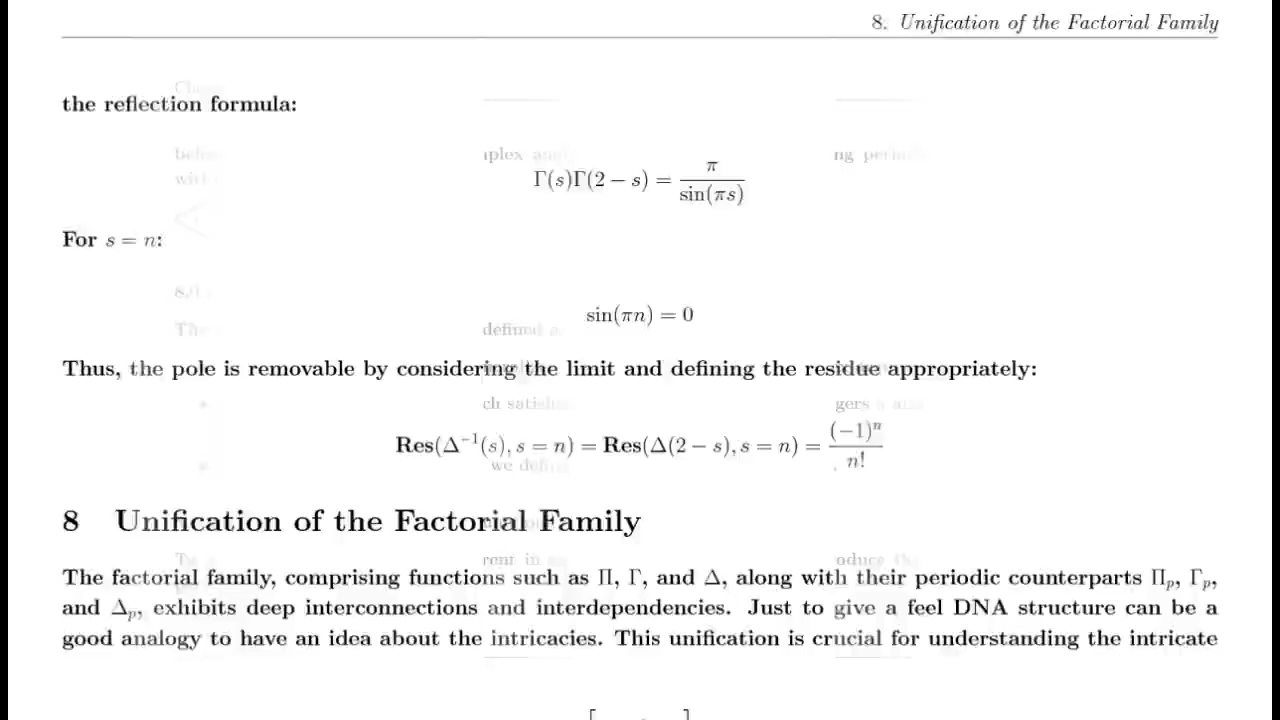 8. Unification of the Factorial Family
the reflection formula:
Γ(s)Γ(2 − s) = π / sin(πs)
For s = n:
sin(πn) = 0
Thus, the pole is removable by considering the limit and defining the residue appropriately:
Res(Δ⁻¹(s), s = n) = Res(Δ(2 − s), s = n) = (−1)ⁿ / n!
8 Unification of the Factorial Family
The factorial family, comprising functions such as Π, Γ, and Δ, along with their periodic counterparts Πₚ, Γₚ,
and Δₚ, exhibits deep interconnections and interdependencies. Just to give a feel DNA structure can be a
good analogy to have an idea about the intricacies. This unification is crucial for understanding the intricate